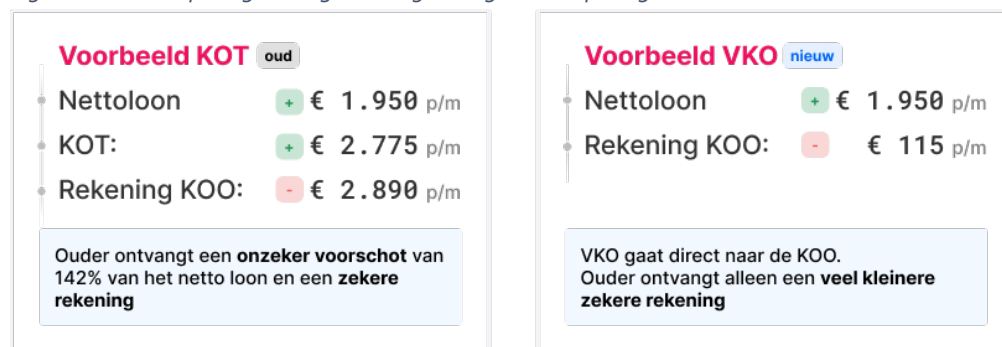 Voorbeeld KOT oud
Nettoloon + € 1.950 p/m
KOT: + € 2.775 p/m
Rekening KOO: - € 2.890 p/m
Ouder ontvangt een onzeker voorschot van
142% van het netto loon en een zekere
rekening
Voorbeeld VKO nieuw
Nettoloon + € 1.950 p/m
Rekening KOO: - € 115 p/m
VKO gaat direct naar de KOO.
Ouder ontvangt alleen een veel kleinere
zekere rekening